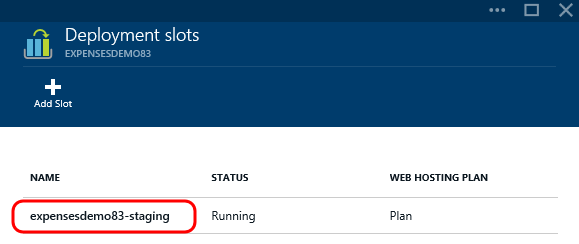 Deployment slots
EXPENSESDEMO83
Add Slot
NAME STATUS WEB HOSTING PLAN
expensesdemo83-staging Running Plan